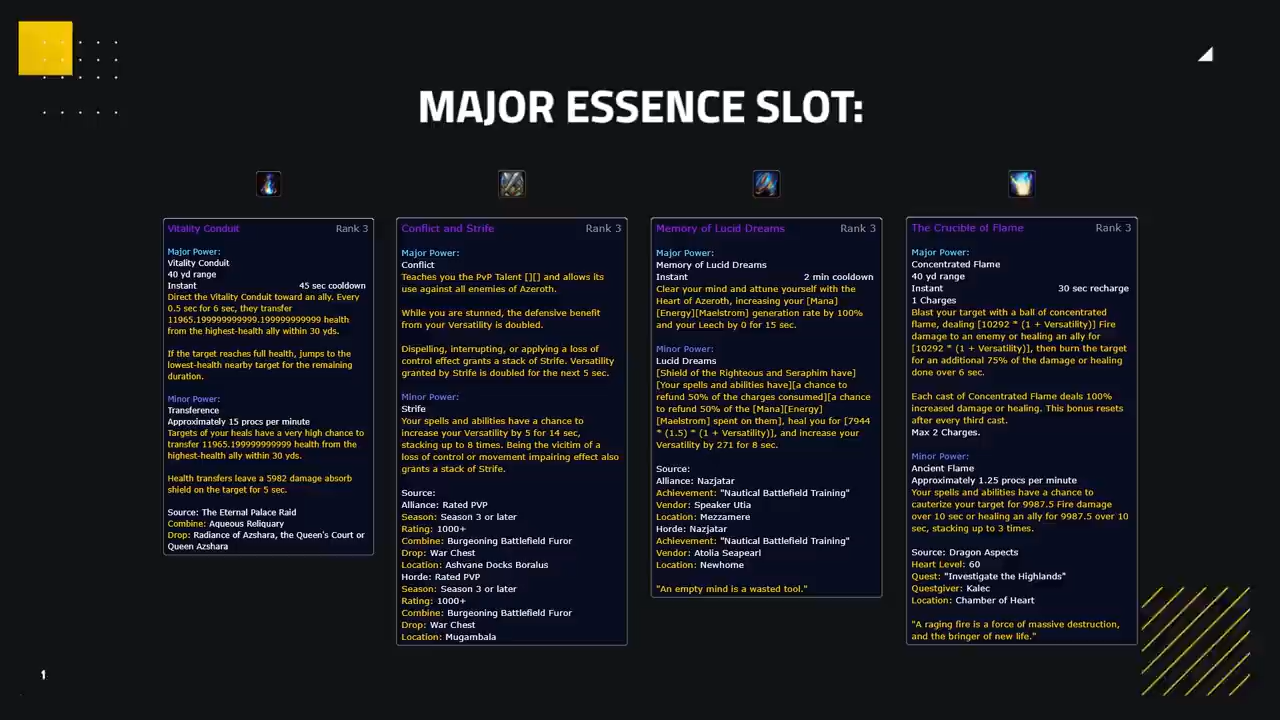 MAJOR ESSENCE SLOT:
Vitality Conduit Rank 3
Major Power:
Vitality Conduit
40 yd range
Instant 45 sec cooldown
Direct the Vitality Conduit toward an ally. Every
0.5 sec for 6 sec, they transfer
11965.199999999999.199999999999 health
from the highest-health ally within 30 yds.
If the target reaches full health, jumps to the
lowest-health nearby target for the remaining
duration.
Minor Power:
Transference
Approximately 15 procs per minute
Targets of your heals have a very high chance to
transfer 11965.199999999999 health from the
highest-health ally within 30 yds.
Health transfers leave a 5982 damage absorb
shield on the target for 5 sec.
Source: The Eternal Palace Raid
Combine: Aqueous Reliquary
Drop: Radiance of Azshara, the Queen's Court or
Queen Azshara
Conflict and Strife Rank 3
Major Power:
Conflict
Teaches you the PvP Talent [][] and allows its
use against all enemies of Azeroth.
While you are stunned, the defensive benefit
from your Versatility is doubled.
Dispelling, interrupting, or applying a loss of
control effect grants a stack of Strife. Versatility
granted by Strife is doubled for the next 5 sec.
Minor Power:
Strife
Your spells and abilities have a chance to
increase your Versatility by 5 for 14 sec,
stacking up to 8 times. Being the victim of a
loss of control or movement impairing effect also
grants a stack of Strife.
Source:
Alliance: Rated PVP
Season: Season 3 or later
Rating: 1000+
Combine: Burgeoning Battlefield Furor
Drop: War Chest
Location: Ashvane Docks Boralus
Horde: Rated PVP
Season: Season 3 or later
Rating: 1000+
Combine: Burgeoning Battlefield Furor
Drop: War Chest
Location: Mugambala
Memory of Lucid Dreams Rank 3
Major Power:
Memory of Lucid Dreams
Instant 2 min cooldown
Clear your mind and attune yourself with the
Heart of Azeroth, increasing your [Mana]
[Energy][Maelstrom] generation rate by 100%
and your Leech by 0 for 15 sec.
Minor Power:
Lucid Dreams
[Shield of the Righteous and Seraphim have]
[Your spells and abilities have][a chance to
refund 50% of the charges consumed][a chance
to refund 50% of the [Mana][Energy]
[Maelstrom] spent on them], heal you for [7944
* (1.5) * (1 + Versatility)], and increase your
Versatility by 271 for 8 sec.
Source:
Alliance: Nazjatar
Achievement: "Nautical Battlefield Training"
Vendor: Speaker Utia
Location: Mezzamere
Horde: Nazjatar
Achievement: "Nautical Battlefield Training"
Vendor: Atolia Seapearl
Location: Newhome
"An empty mind is a wasted tool."
The Crucible of Flame Rank 3
Major Power:
Concentrated Flame
40 yd range
Instant 30 sec recharge
1 Charges
Blast your target with a ball of concentrated
flame, dealing [10292 * (1 + Versatility)] Fire
damage to an enemy or healing an ally for
[10292 * (1 + Versatility)], then burn the target
for an additional 75% of the damage or healing
done over 6 sec.
Each cast of Concentrated Flame deals 100%
increased damage or healing. This bonus resets
after every third cast.
Max 2 Charges.
Minor Power:
Ancient Flame
Approximately 1.25 procs per minute
Your spells and abilities have a chance to
cauterize your target for 9987.5 Fire damage
over 10 sec or healing an ally for 9987.5 over 10
sec, stacking up to 3 times.
Source: Dragon Aspects
Heart Level: 60
Quest: "Investigate the Highlands"
Questgiver: Kalec
Location: Chamber of Heart
"A raging fire is a force of massive destruction,
and the bringer of new life."
1